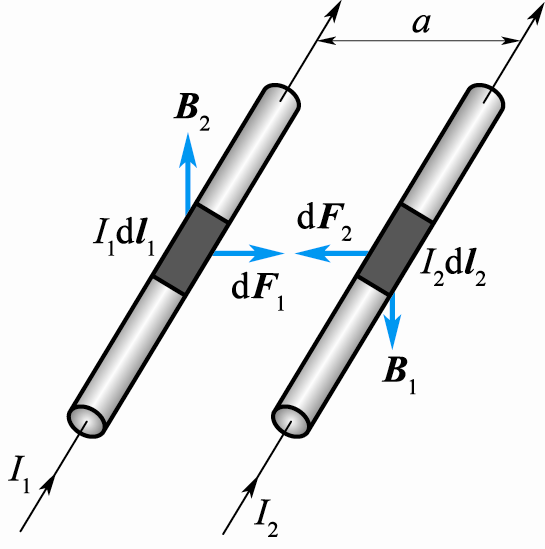 a
B₂
I₁dl₁
dF₂
I₂dl₂
dF₁
B₁
I₁
I₂